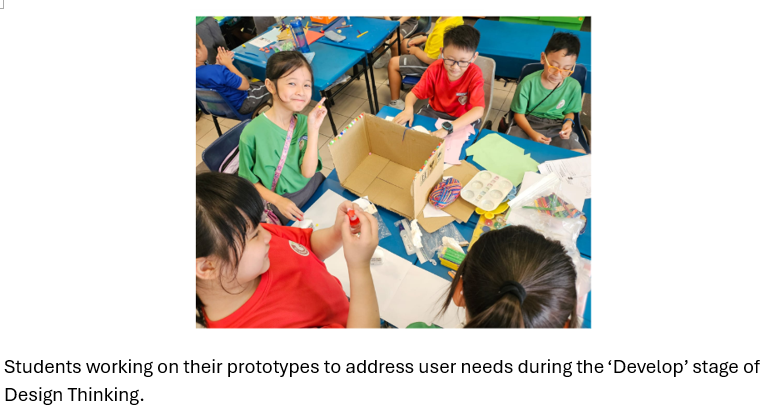 Students working on their prototypes to address user needs during the ‘Develop’ stage of
Design Thinking.